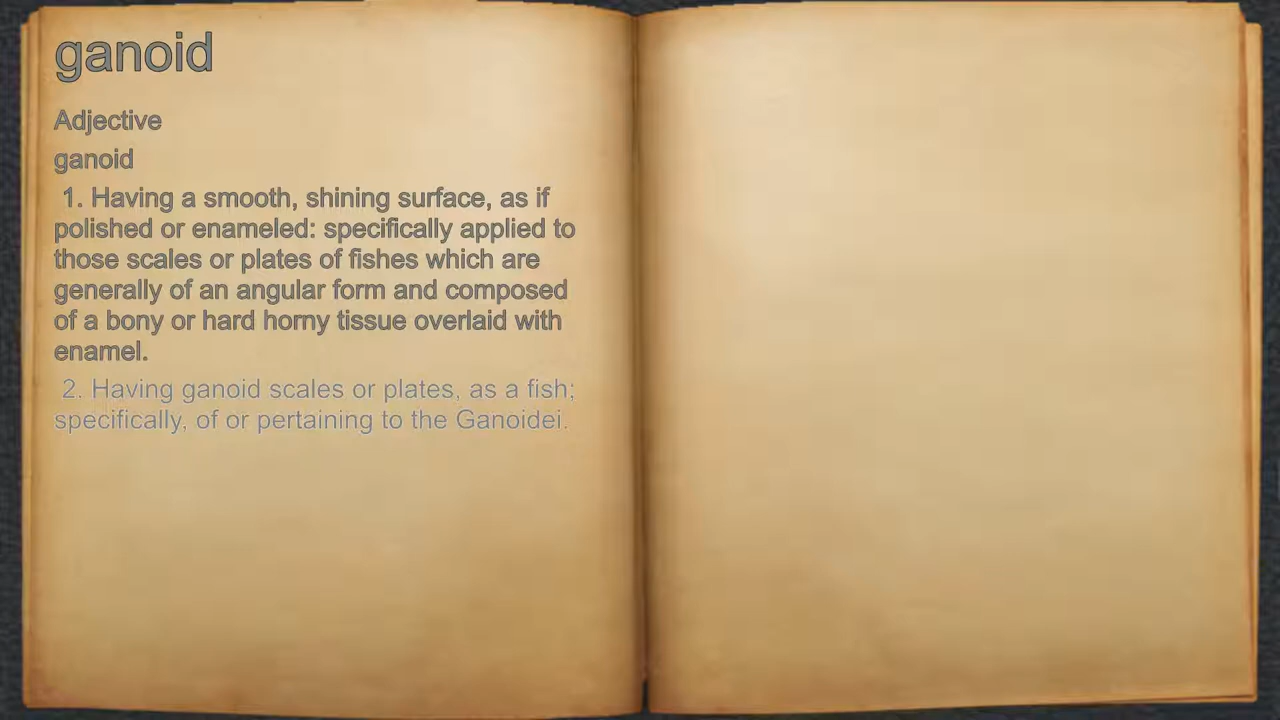 ganoid
Adjective
ganoid
1. Having a smooth, shining surface, as if
polished or enameled: specifically applied to
those scales or plates of fishes which are
generally of an angular form and composed
of a bony or hard horny tissue overlaid with
enamel.
2. Having ganoid scales or plates, as a fish;
specifically, of or pertaining to the Ganoidei.